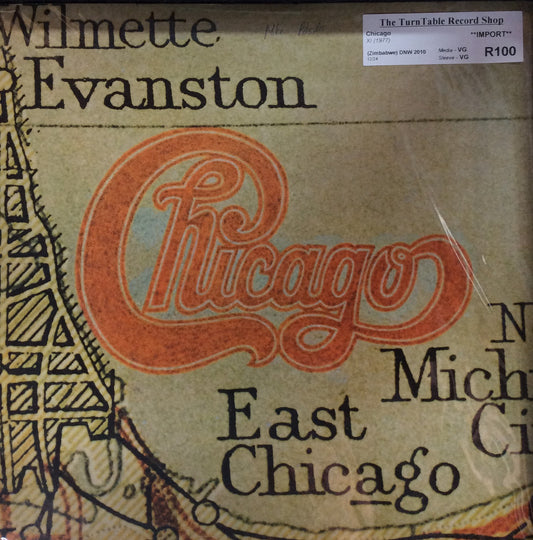 The TurnTable Record Shop
Chicago **IMPORT**
XI (1977)
(Zimbabwe) DNW 2010 Media - VG R100
1224 Sleeve - VG
Wilmette
Evanston
Chicago
N
Mich
Ci
East
Chicago